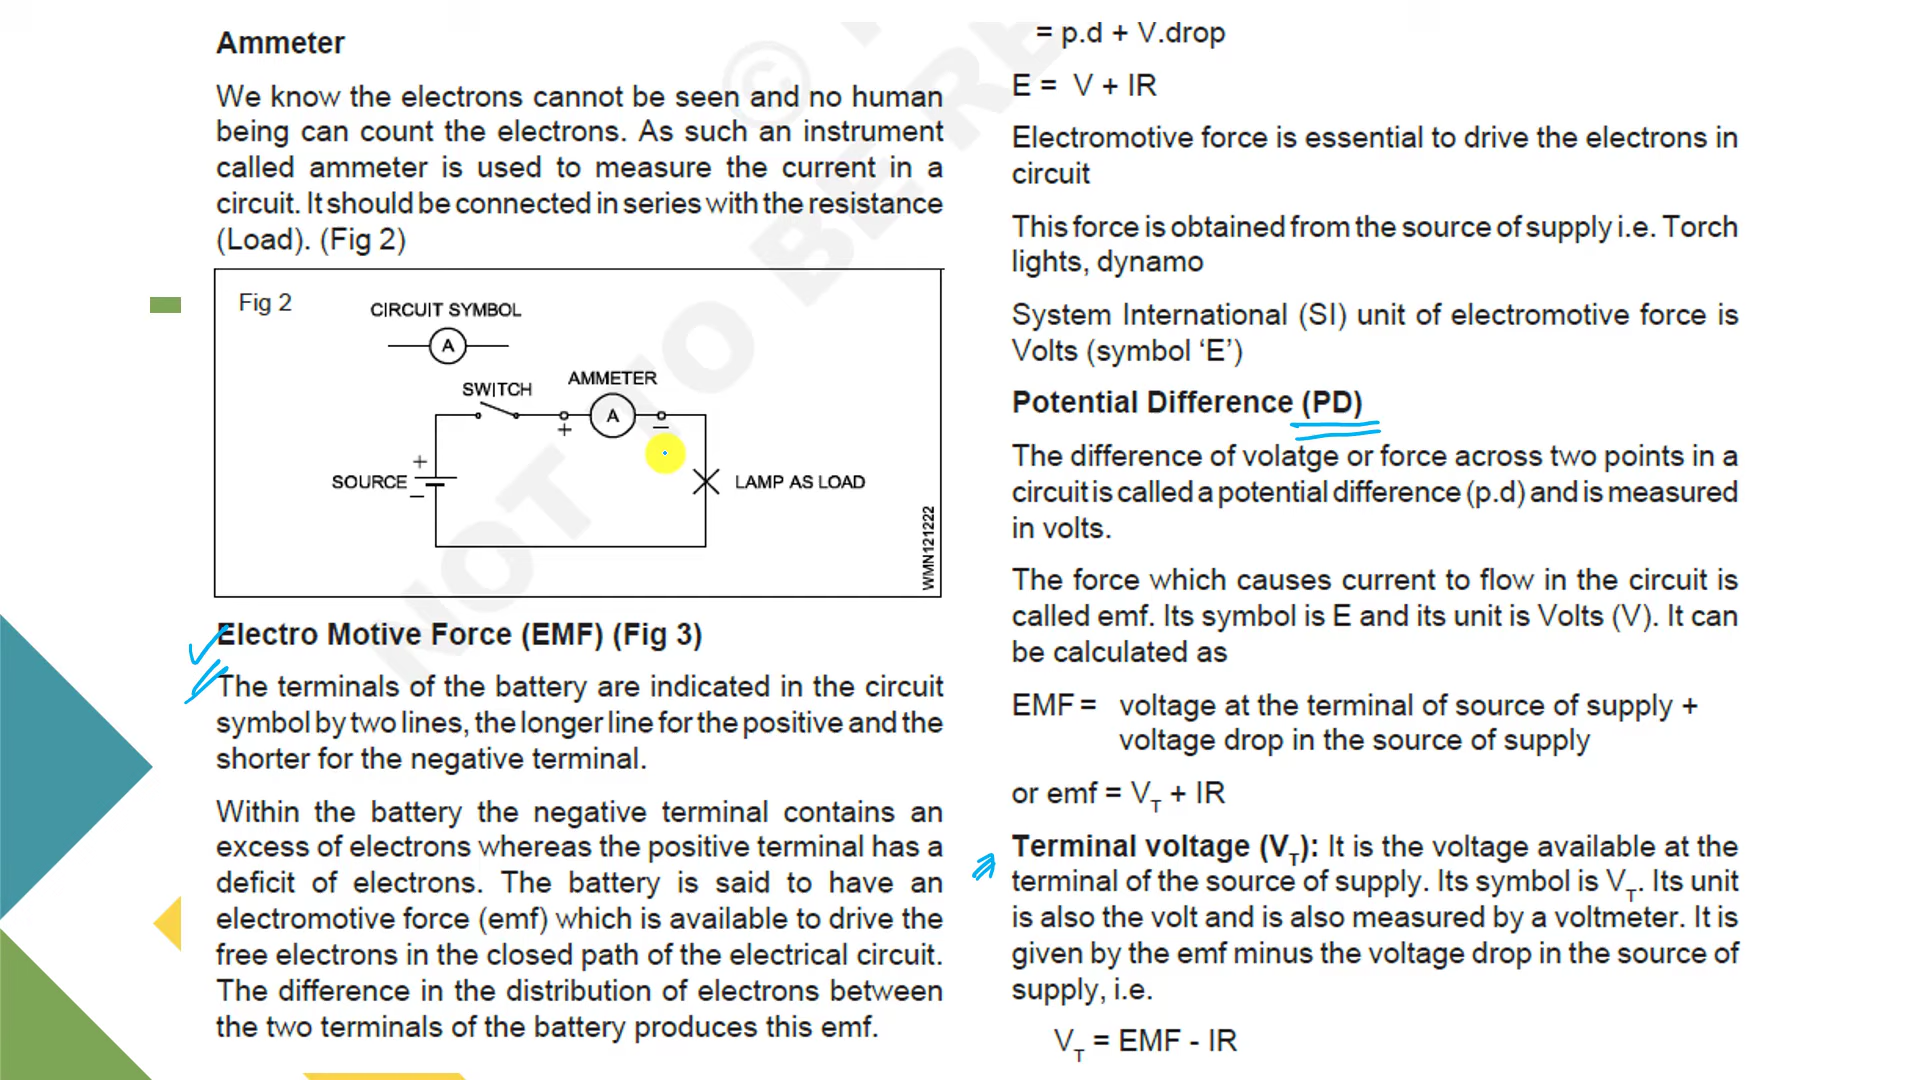 Ammeter
We know the electrons cannot be seen and no human
being can count the electrons. As such an instrument
called ammeter is used to measure the current in a
circuit. It should be connected in series with the resistance
(Load). (Fig 2)
Fig 2
CIRCUIT SYMBOL
A
SWITCH
AMMETER
A
+
–
+
SOURCE
–
LAMP AS LOAD
WMN121222
Electro Motive Force (EMF) (Fig 3)
The terminals of the battery are indicated in the circuit
symbol by two lines, the longer line for the positive and the
shorter for the negative terminal.
Within the battery the negative terminal contains an
excess of electrons whereas the positive terminal has a
deficit of electrons. The battery is said to have an
electromotive force (emf) which is available to drive the
free electrons in the closed path of the electrical circuit.
The difference in the distribution of electrons between
the two terminals of the battery produces this emf.
= p.d + V.drop
E = V + IR
Electromotive force is essential to drive the electrons in
circuit
This force is obtained from the source of supply i.e. Torch
lights, dynamo
System International (SI) unit of electromotive force is
Volts (symbol ‘E’)
Potential Difference (PD)
The difference of volatge or force across two points in a
circuit is called a potential difference (p.d) and is measured
in volts.
The force which causes current to flow in the circuit is
called emf. Its symbol is E and its unit is Volts (V). It can
be calculated as
EMF = voltage at the terminal of source of supply +
voltage drop in the source of supply
or emf = V_T + IR
Terminal voltage (V_T): It is the voltage available at the
terminal of the source of supply. Its symbol is V_T. Its unit
is also the volt and is also measured by a voltmeter. It is
given by the emf minus the voltage drop in the source of
supply, i.e.
V_T = EMF - IR
© NOT TO BE RE